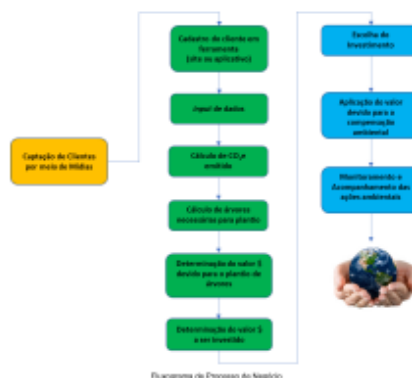 Captação de Clientes
por meio de Mídias
Cadastro do cliente em
ferramenta
(site ou aplicativo)
Input de dados
Cálculo de CO₂e
emitido
Cálculo de árvores
necessárias para plantio
Determinação do valor $
devido para o plantio de
árvores
Determinação do valor $
a ser investido
Escolha do
Investimento
Aplicação do valor
devido para a
compensação
ambiental
Monitoramento e
Acompanhamento das
ações ambientais
Fluxograma do Processo do Negócio